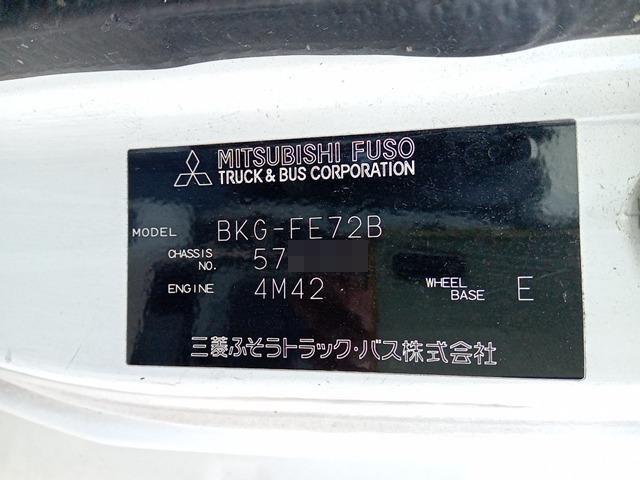 MITSUBISHI FUSO
TRUCK & BUS CORPORATION
MODEL BKG-FE72B
CHASSIS NO. 57
ENGINE 4M42 WHEEL BASE E
三菱ふそうトラック・バス株式会社